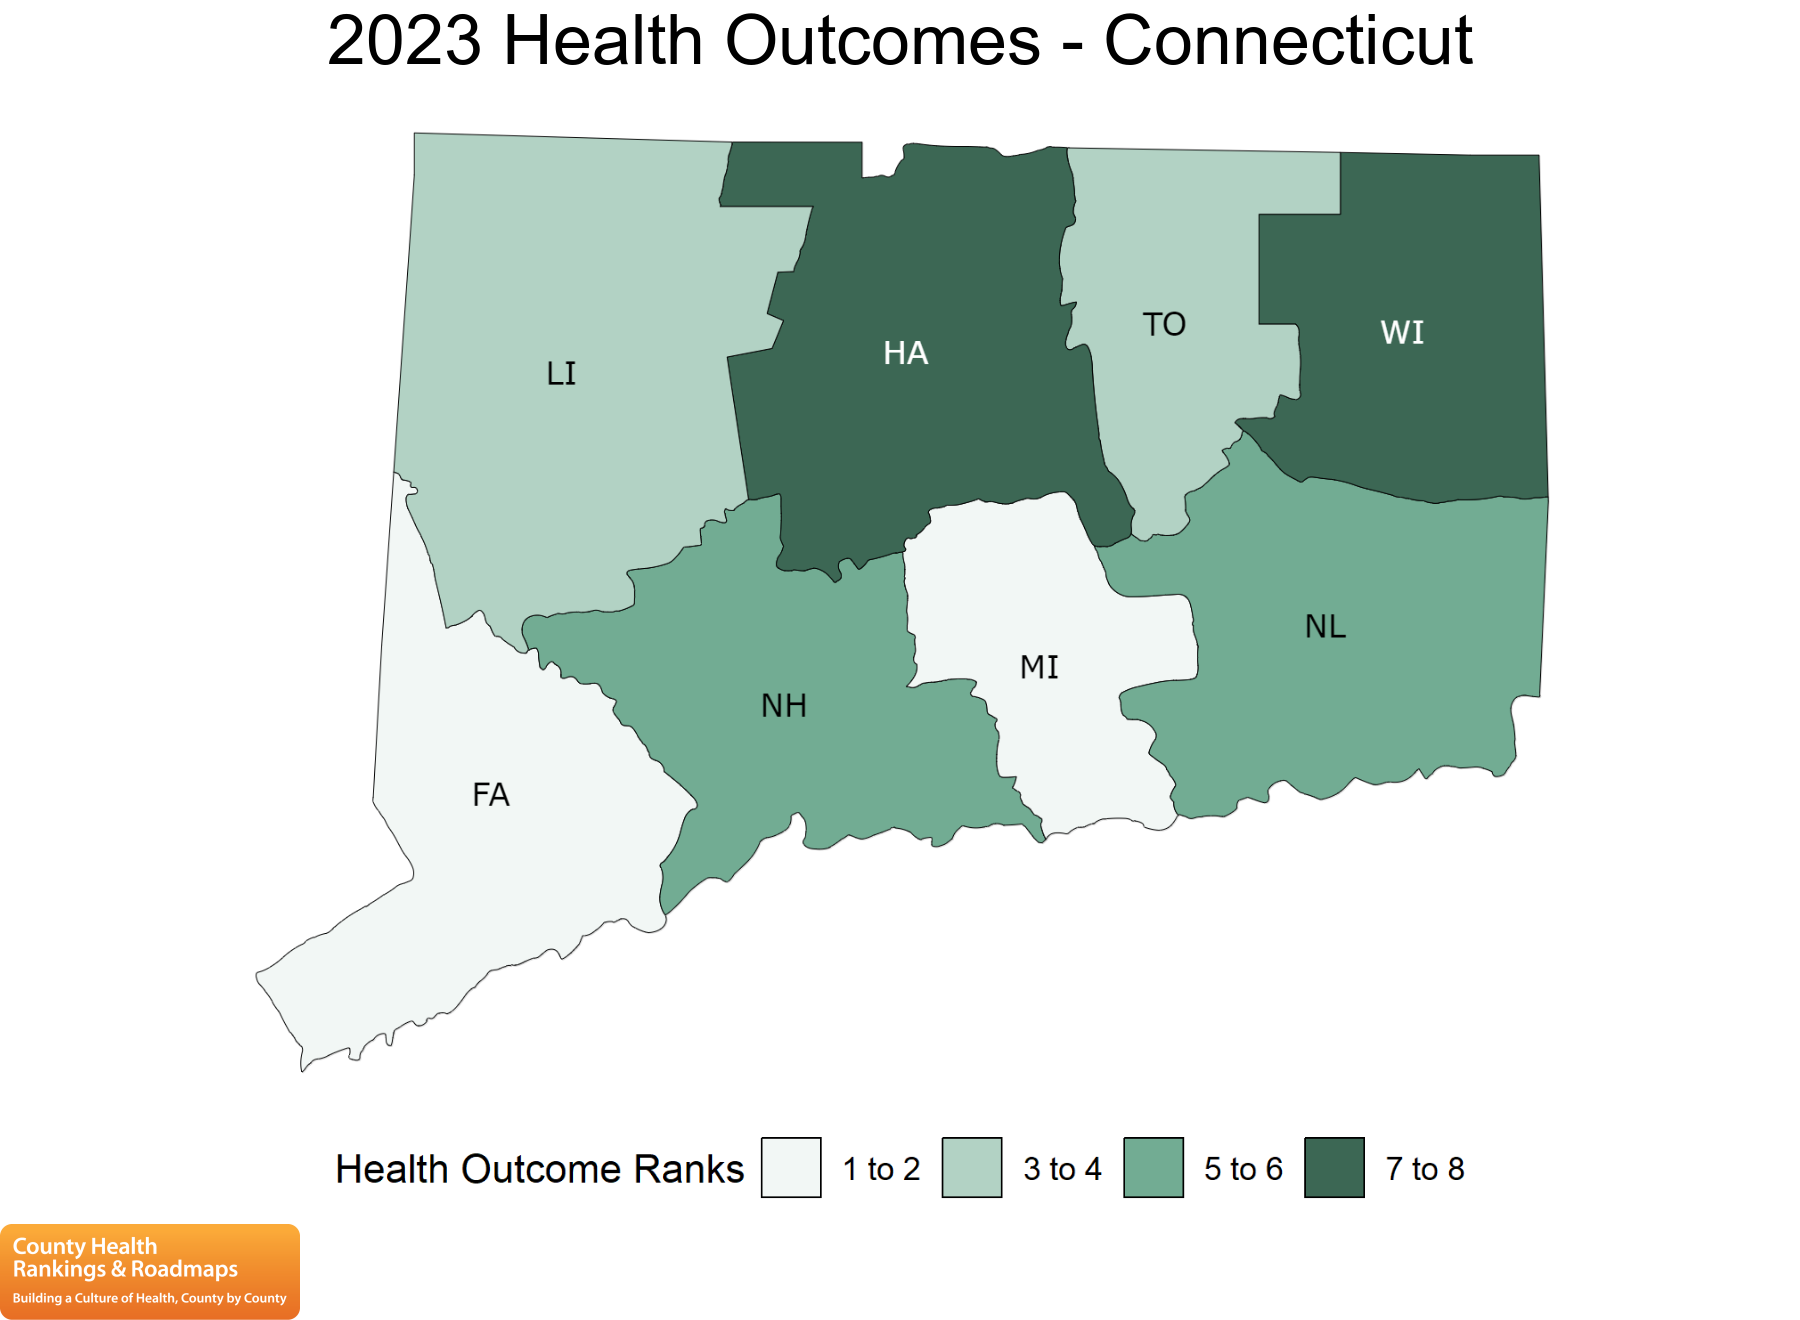 2023 Health Outcomes - Connecticut
LI
HA
TO
WI
FA
NH
MI
NL
Health Outcome Ranks 1 to 2 3 to 4 5 to 6 7 to 8
County Health
Rankings & Roadmaps
Building a Culture of Health, County by County